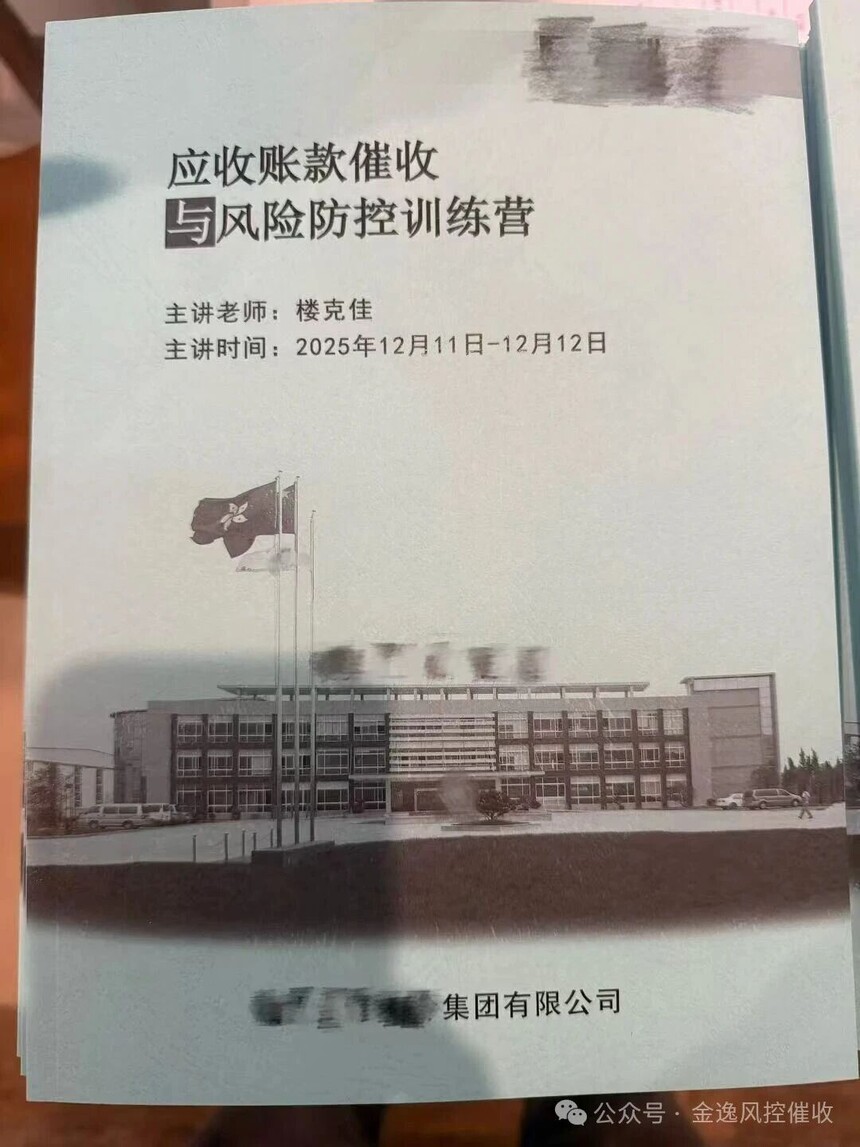 应收账款催收
与风险防控训练营
主讲老师：楼克佳
主讲时间：2025年12月11日-12月12日
集团有限公司
公众号·金逸风控催收